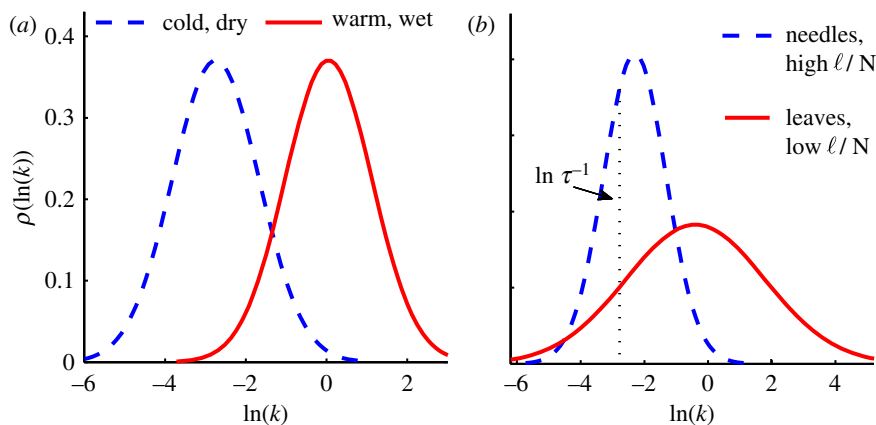 (a)
cold, dry
warm, wet
0.4
0.3
0.2
0.1
0
ρ(ln(k))
−6
−4
−2
0
2
ln(k)
(b)
needles,
high ℓ / N
leaves,
low ℓ / N
ln τ⁻¹
−6
−4
−2
0
2
4
ln(k)